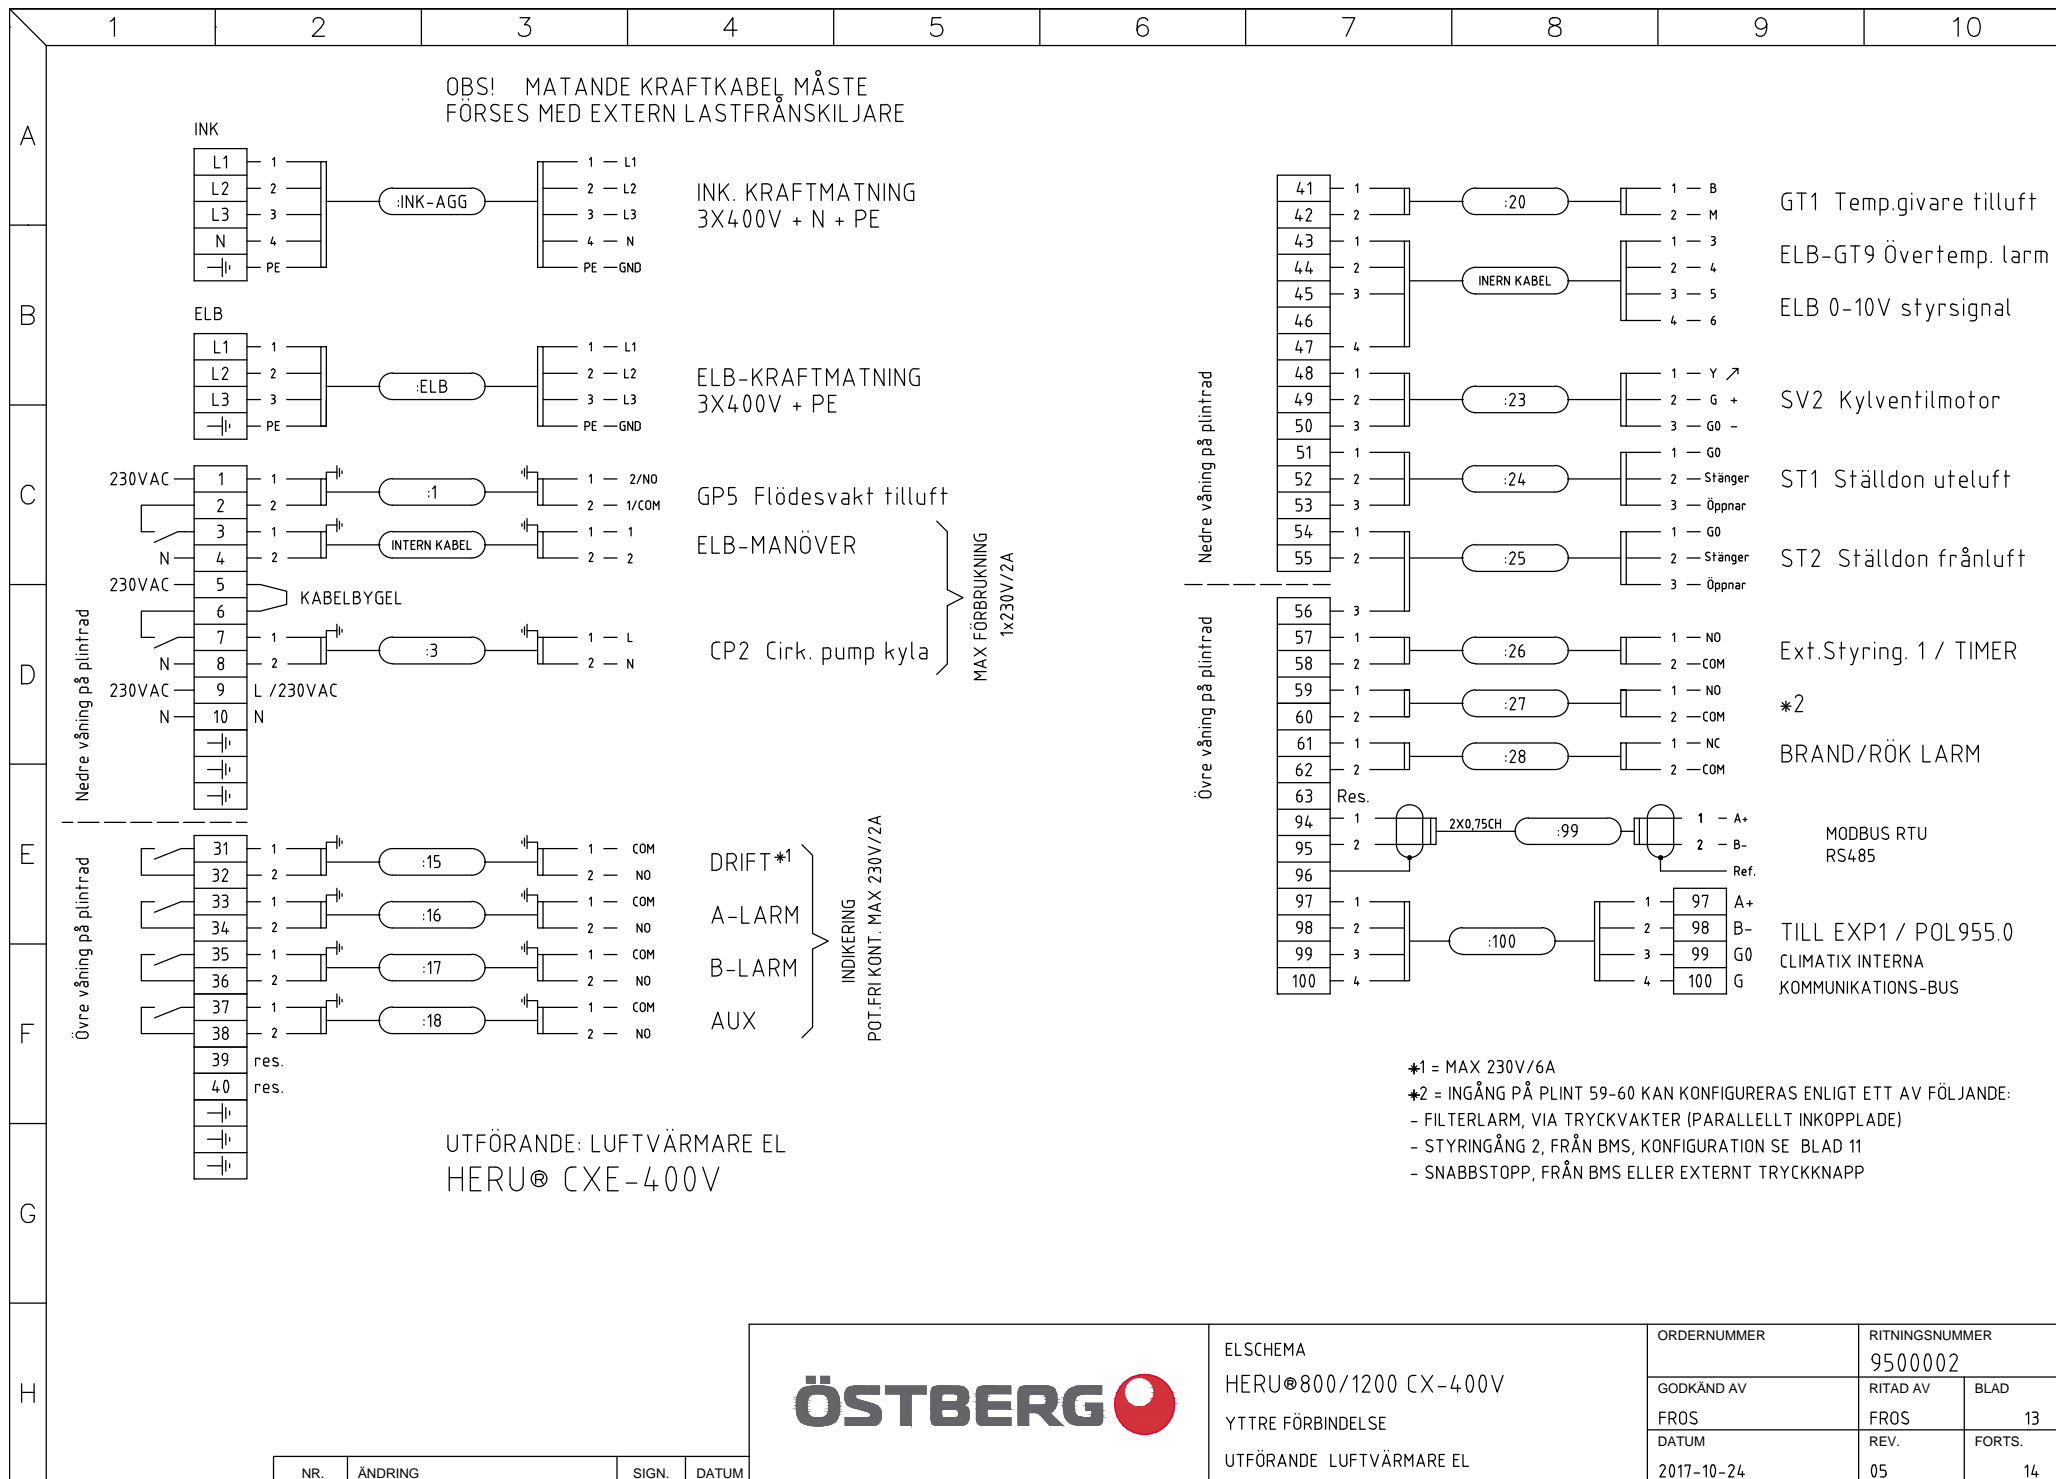 1 2 3 4 5 6 7 8 9 10
A
B
C
D
E
F
G
H
OBS! MATANDE KRAFTKABEL MÅSTE
FÖRSES MED EXTERN LASTFRÅNSKILJARE
INK
L1 1 1 L1
L2 2 2 L2
L3 3 3 L3
N 4 4 N
PE PE GND
:INK-AGG
INK. KRAFTMATNING
3X400V + N + PE
ELB
L1 1 1 L1
L2 2 2 L2
L3 3 3 L3
PE PE GND
:ELB
ELB-KRAFTMATNING
3X400V + PE
Nedre våning på plintrad
230VAC 1 1 :1 1 2/NO
2 2 2 1/COM
GP5 Flödesvakt tilluft
3 1 INTERN KABEL 1 1
N 4 2 2 2
ELB-MANÖVER
230VAC 5
KABELBYGEL
6
7 1 :3 1 L
N 8 2 2 N
CP2 Cirk. pump kyla
MAX FÖRBRUKNING
1x230V/2A
230VAC 9 L /230VAC
N 10 N
Övre våning på plintrad
31 1 :15 1 COM
32 2 2 NO
DRIFT*1
33 1 :16 1 COM
34 2 2 NO
A-LARM
35 1 :17 1 COM
36 2 2 NO
B-LARM
37 1 :18 1 COM
38 2 2 NO
AUX
39 res.
40 res.
INDIKERING
POT.FRI KONT. MAX 230V/2A
UTFÖRANDE: LUFTVÄRMARE EL
HERU® CXE-400V
Nedre våning på plintrad
41 1 :20 1 B
42 2 2 M
GT1 Temp.givare tilluft
43 1 1 3
44 2 2 4
45 3 3 5
46 4 6
47 4
INERN KABEL
ELB-GT9 Övertemp. larm
ELB 0-10V styrsignal
48 1 1 Y
49 2 :23 2 G +
50 3 3 G0 -
SV2 Kylventilmotor
51 1 1 G0
52 2 :24 2 Stänger
53 3 3 Öppnar
ST1 Ställdon uteluft
54 1 1 G0
55 2 :25 2 Stänger
3 Öppnar
ST2 Ställdon frånluft
Övre våning på plintrad
56 3
57 1 :26 1 NO
58 2 2 COM
Ext.Styring. 1 / TIMER
59 1 :27 1 NO
60 2 2 COM
*2
61 1 :28 1 NC
62 2 2 COM
BRAND/RÖK LARM
63 Res.
94 1 2X0,75CH :99 1 A+
95 2 2 B-
96 Ref.
MODBUS RTU
RS485
97 1 1 97 A+
98 2 :100 2 98 B-
99 3 3 99 G0
100 4 4 100 G
TILL EXP1 / POL955.0
CLIMATIX INTERNA
KOMMUNIKATIONS-BUS
*1 = MAX 230V/6A
*2 = INGÅNG PÅ PLINT 59-60 KAN KONFIGURERAS ENLIGT ETT AV FÖLJANDE:
- FILTERLARM, VIA TRYCKVAKTER (PARALLELLT INKOPPLADE)
- STYRINGÅNG 2, FRÅN BMS, KONFIGURATION SE BLAD 11
- SNABBSTOPP, FRÅN BMS ELLER EXTERNT TRYCKKNAPP
NR. ÄNDRING SIGN. DATUM
ÖSTBERG
ELSCHEMA
HERU®800/1200 CX-400V
YTTRE FÖRBINDELSE
UTFÖRANDE LUFTVÄRMARE EL
ORDERNUMMER RITNINGSNUMMER
9500002
GODKÄND AV RITAD AV BLAD
FROS FROS 13
DATUM REV. FORTS.
2017-10-24 05 14